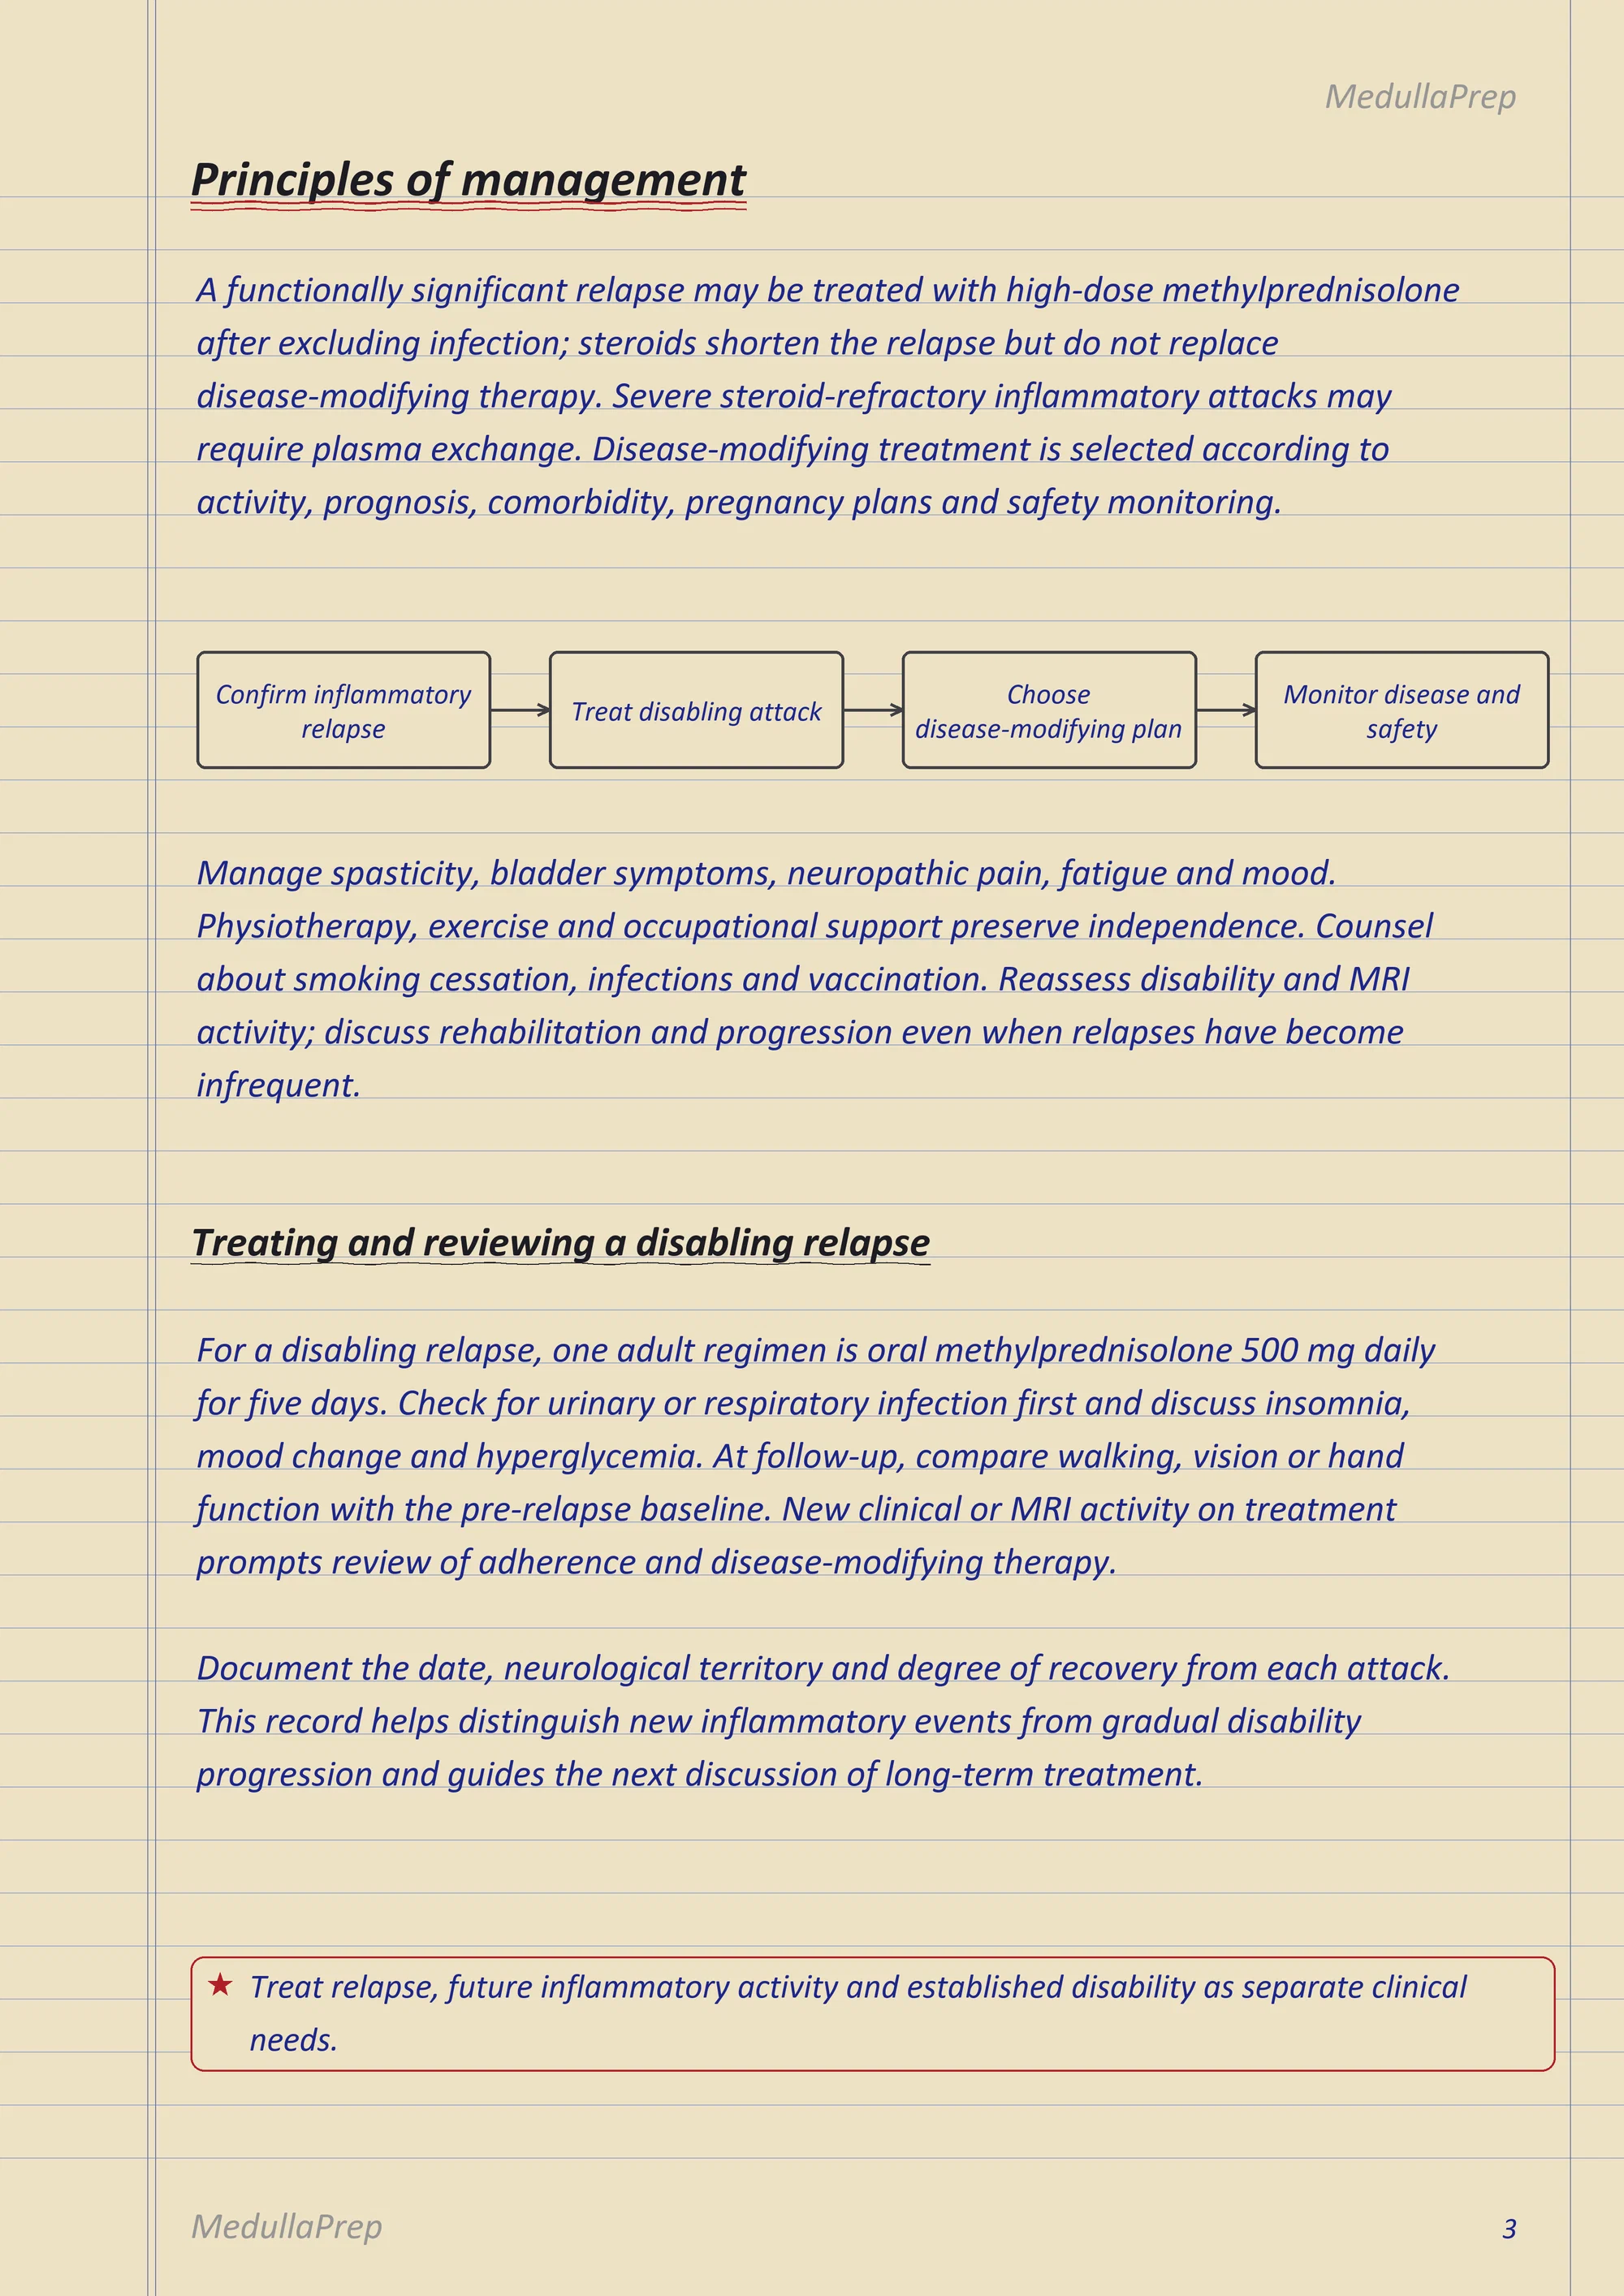 MedullaPrep
Principles of management
A functionally significant relapse may be treated with high-dose methylprednisolone
after excluding infection; steroids shorten the relapse but do not replace
disease-modifying therapy. Severe steroid-refractory inflammatory attacks may
require plasma exchange. Disease-modifying treatment is selected according to
activity, prognosis, comorbidity, pregnancy plans and safety monitoring.
Confirm inflammatory
relapse
Treat disabling attack
Choose
disease-modifying plan
Monitor disease and
safety
Manage spasticity, bladder symptoms, neuropathic pain, fatigue and mood.
Physiotherapy, exercise and occupational support preserve independence. Counsel
about smoking cessation, infections and vaccination. Reassess disability and MRI
activity; discuss rehabilitation and progression even when relapses have become
infrequent.
Treating and reviewing a disabling relapse
For a disabling relapse, one adult regimen is oral methylprednisolone 500 mg daily
for five days. Check for urinary or respiratory infection first and discuss insomnia,
mood change and hyperglycemia. At follow-up, compare walking, vision or hand
function with the pre-relapse baseline. New clinical or MRI activity on treatment
prompts review of adherence and disease-modifying therapy.
Document the date, neurological territory and degree of recovery from each attack.
This record helps distinguish new inflammatory events from gradual disability
progression and guides the next discussion of long-term treatment.
★ Treat relapse, future inflammatory activity and established disability as separate clinical
needs.
MedullaPrep
3